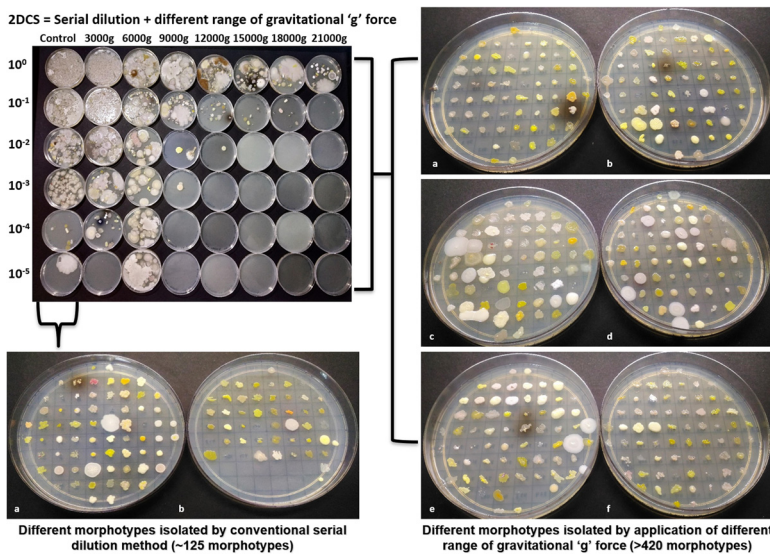 2DCS = Serial dilution + different range of gravitational ‘g’ force
Control 3000g 6000g 9000g 12000g 15000g 18000g 21000g
10⁰
10⁻¹
10⁻²
10⁻³
10⁻⁴
10⁻⁵
a b
Different morphotypes isolated by conventional serial
dilution method (~125 morphotypes)
a b
c d
e f
Different morphotypes isolated by application of different
range of gravitational ‘g’ force (>420 morphotypes)